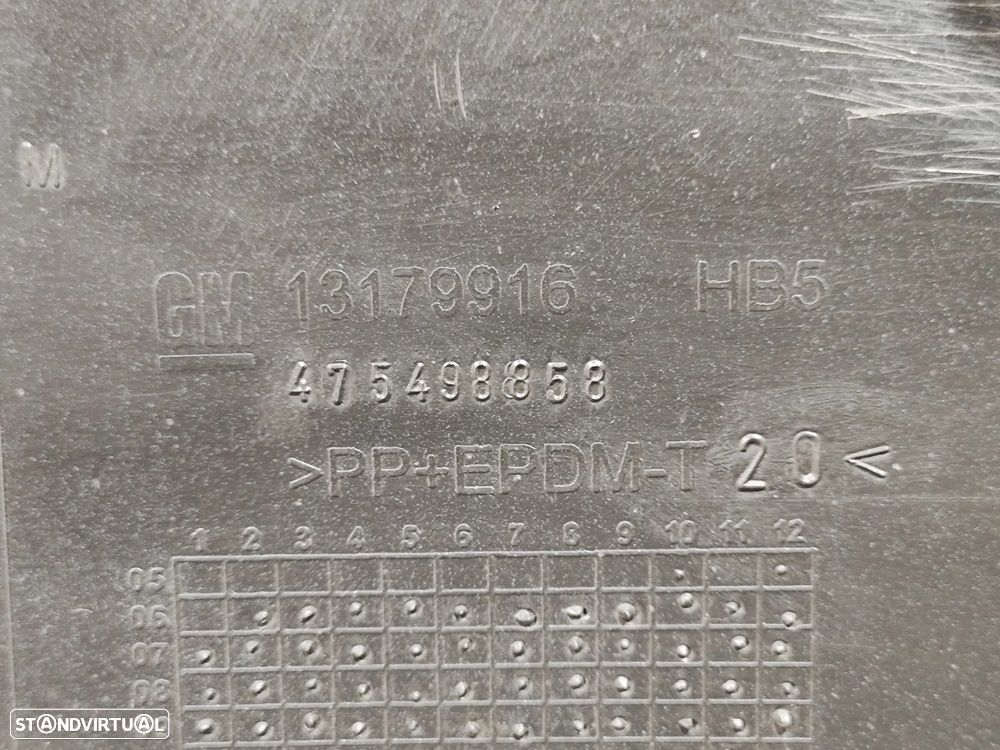 M
GM 13179916 HB5
475498858
>PP+EPDM-T20<
1 2 3 4 5 6 7 8 9 10 11 12
05
06
07
08
STANDVIRTUAL